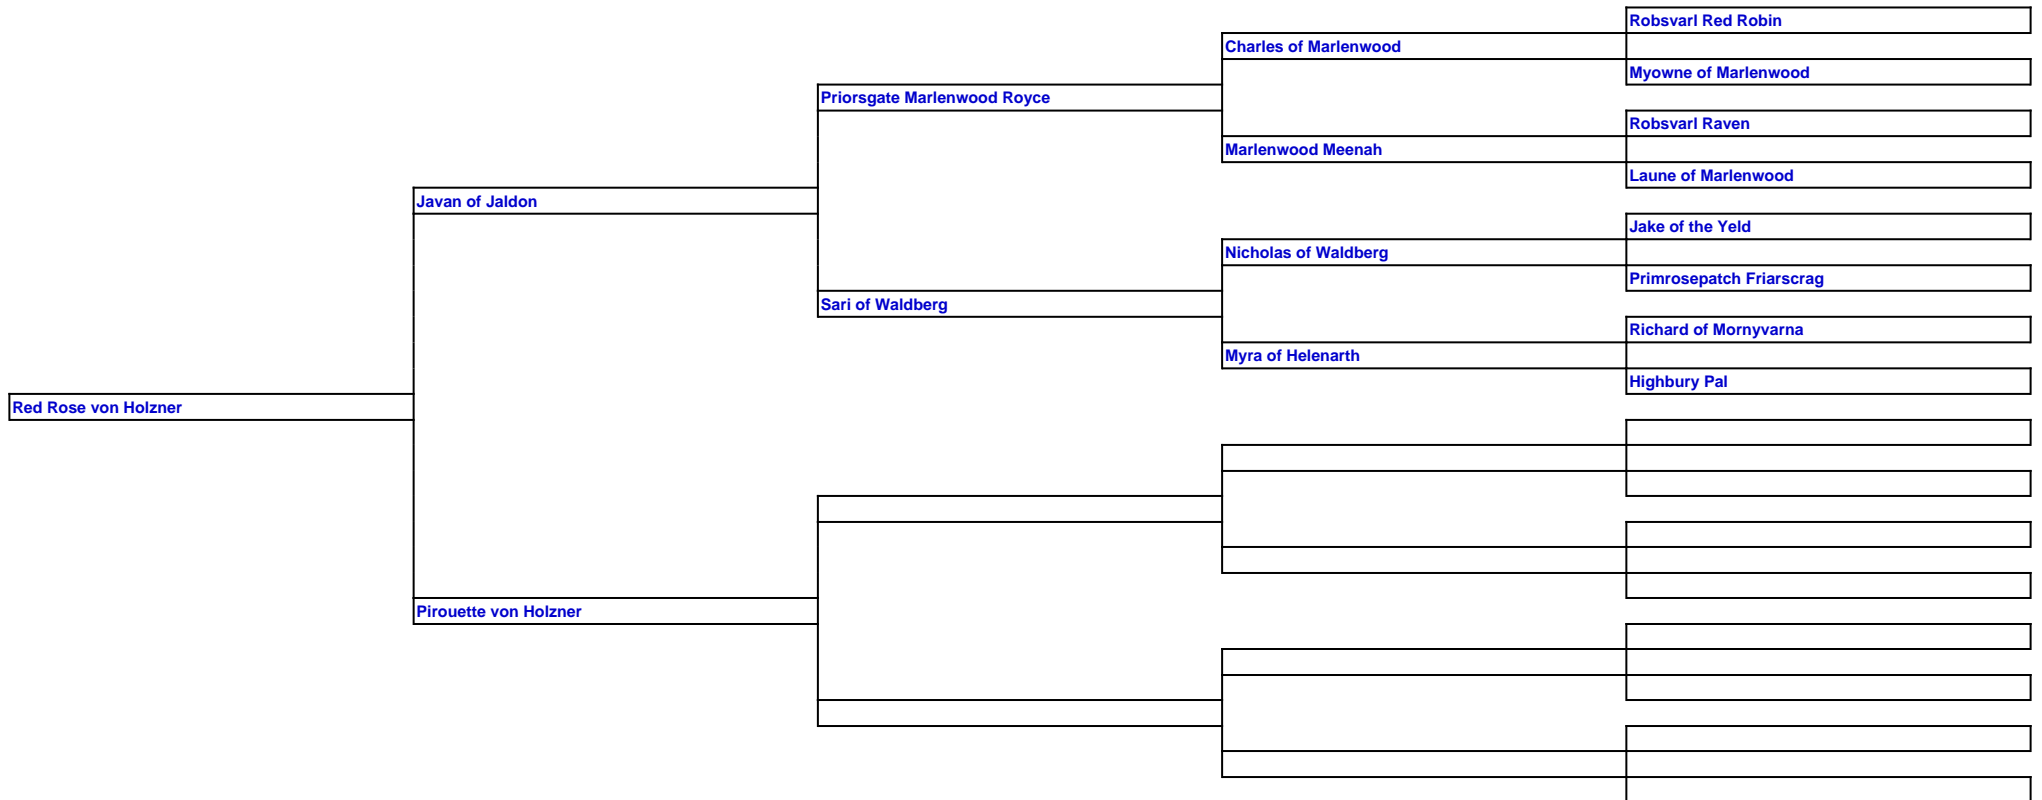 Robsvarl Red Robin
Charles of Marlenwood
Myowne of Marlenwood
Priorsgate Marlenwood Royce
Robsvarl Raven
Marlenwood Meenah
Laune of Marlenwood
Javan of Jaldon
Jake of the Yeld
Nicholas of Waldberg
Primrosepatch Friarscrag
Sari of Waldberg
Richard of Mornyvarna
Myra of Helenarth
Highbury Pal
Red Rose von Holzner
Pirouette von Holzner